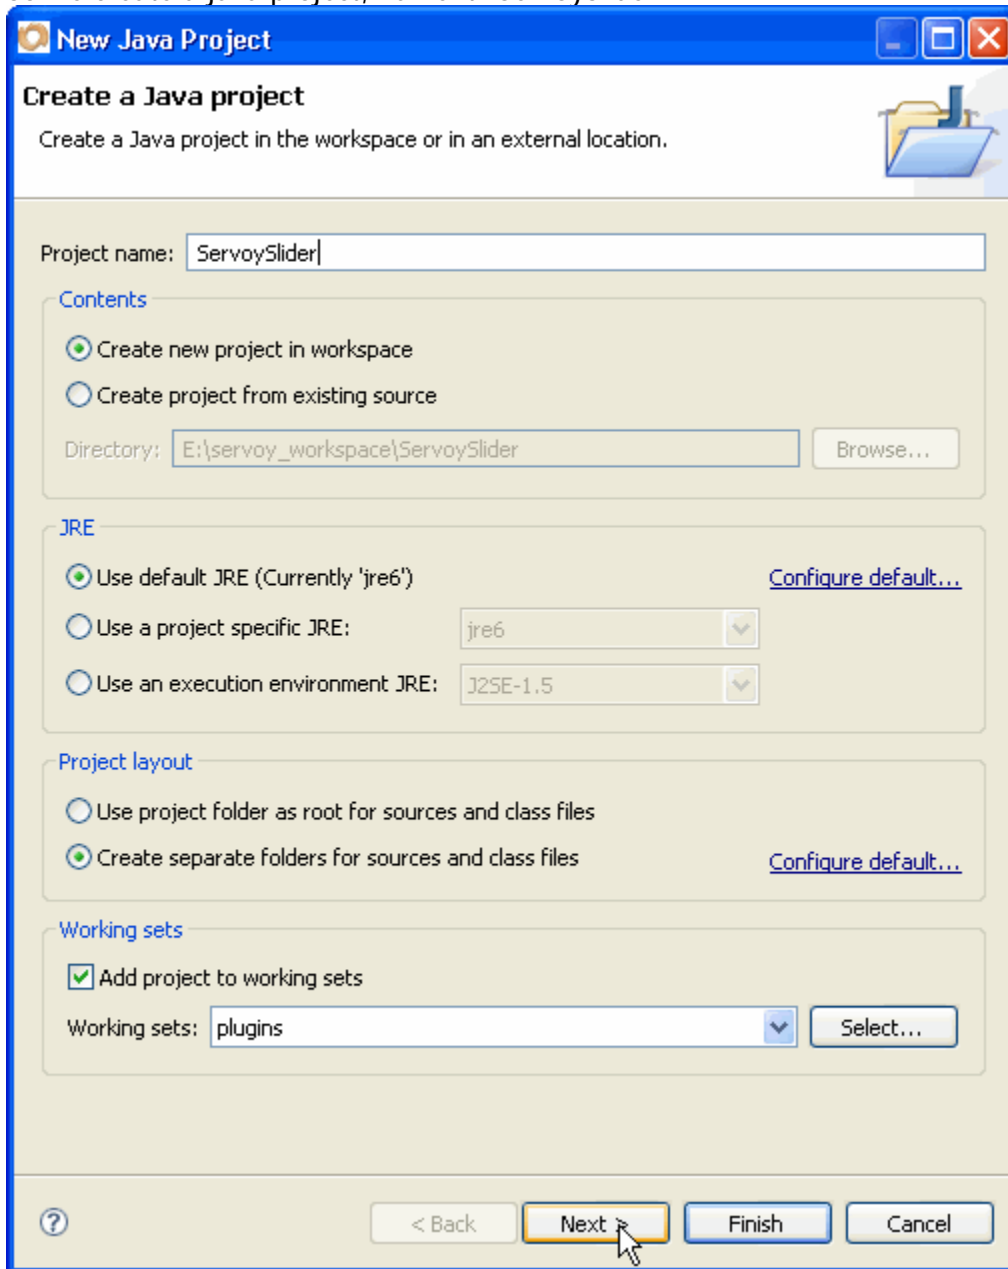 New Java Project
Create a Java project
Create a Java project in the workspace or in an external location.
Project name: ServoySlider
Contents
Create new project in workspace
Create project from existing source
Directory: E:\servoy_workspace\ServoySlider Browse...
JRE
Use default JRE (Currently 'jre6') Configure default...
Use a project specific JRE: jre6
Use an execution environment JRE: J2SE-1.5
Project layout
Use project folder as root for sources and class files
Create separate folders for sources and class files Configure default...
Working sets
Add project to working sets
Working sets: plugins Select...
? < Back Next > Finish Cancel